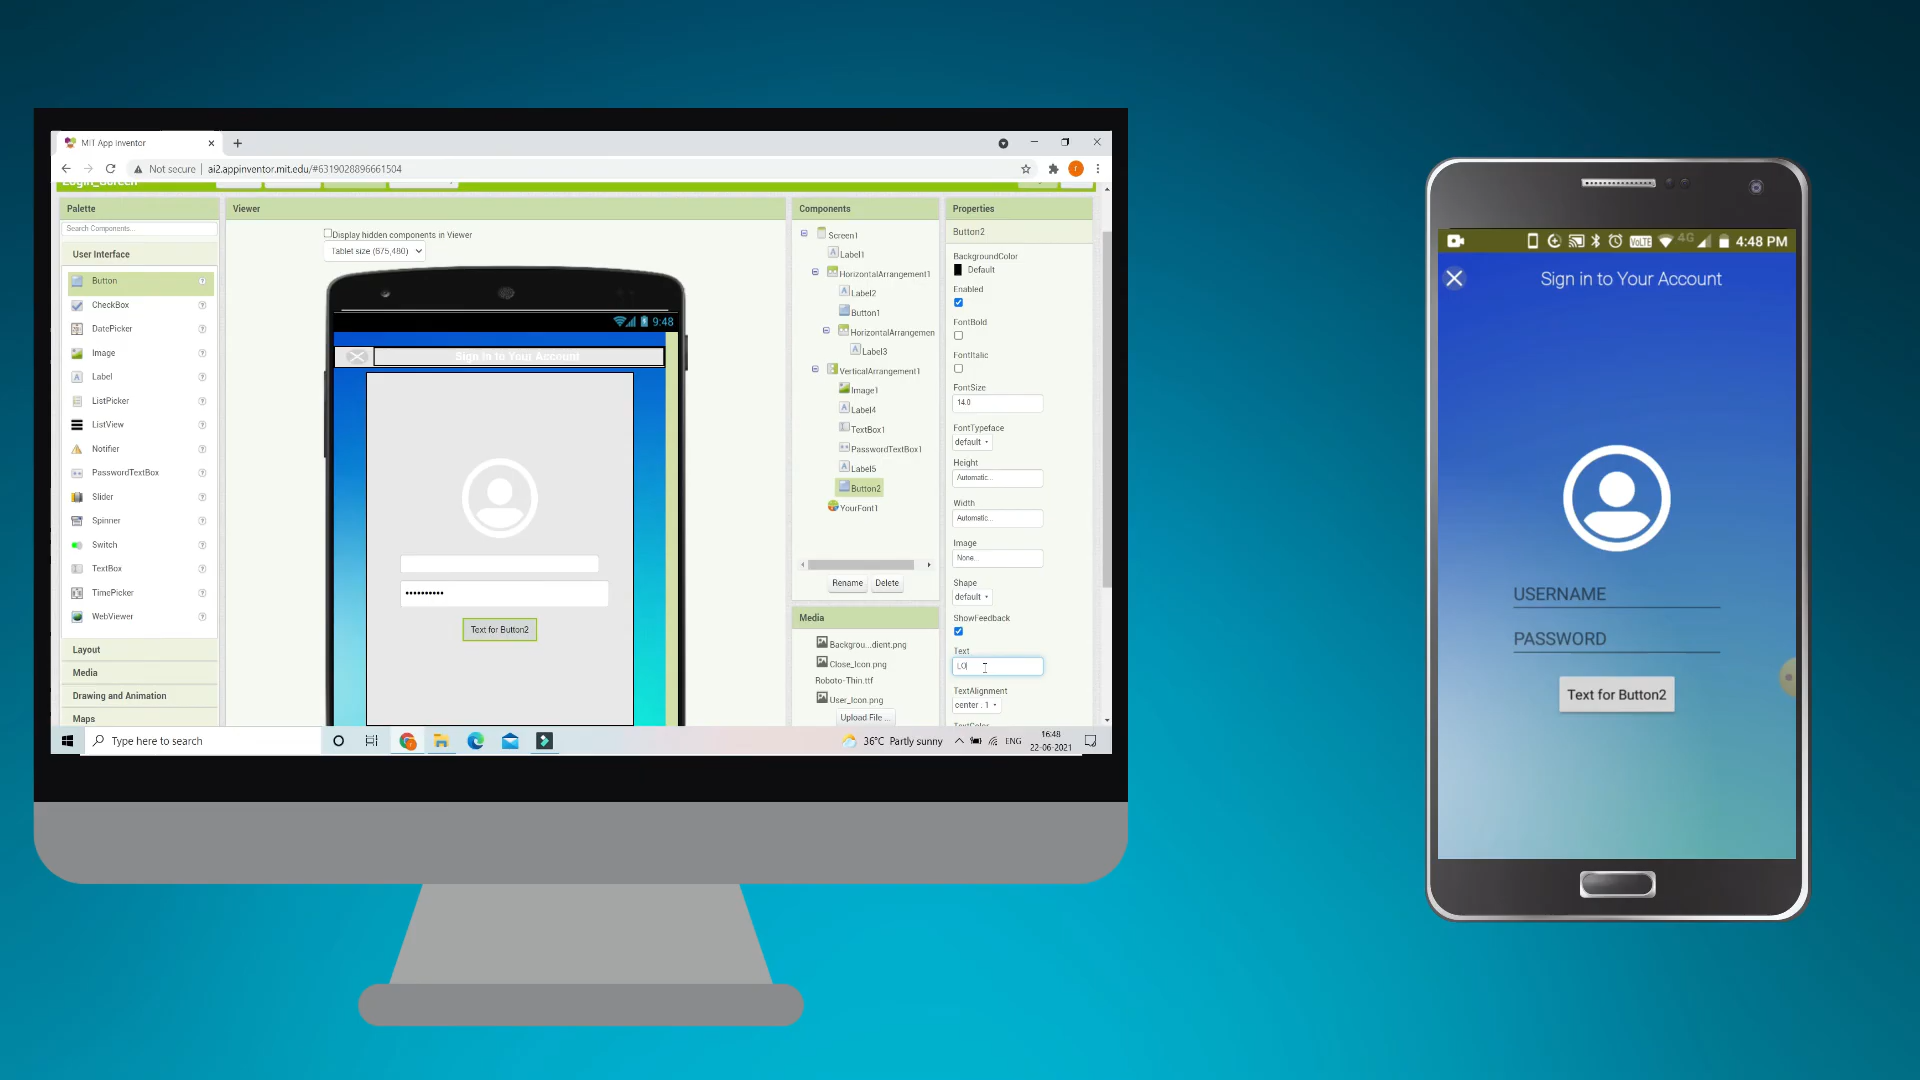 MIT App Inventor
Not secure | ai2.appinventor.mit.edu/#6319028896661504
Login_Screen
Palette
Search Components...
User Interface
Button
CheckBox
DatePicker
Image
Label
ListPicker
ListView
Notifier
PasswordTextBox
Slider
Spinner
Switch
TextBox
TimePicker
WebViewer
Layout
Media
Drawing and Animation
Maps
Viewer
Display hidden components in Viewer
Tablet size (675,480)
9:48
Sign in to Your Account
••••••••••
Text for Button2
Components
Screen1
Label1
HorizontalArrangement1
Label2
Button1
HorizontalArrangemen
Label3
VerticalArrangement1
Image1
Label4
TextBox1
PasswordTextBox1
Label5
Button2
YourFont1
Rename Delete
Media
Backgrou...dient.png
Close_Icon.png
Roboto-Thin.ttf
User_Icon.png
Upload File ...
Properties
Button2
BackgroundColor
Default
Enabled
FontBold
FontItalic
FontSize
14.0
FontTypeface
default
Height
Automatic...
Width
Automatic...
Image
None...
Shape
default
ShowFeedback
Text
LO
TextAlignment
center : 1
TextColor
Type here to search
36°C Partly sunny
ENG
16:48
22-06-2021
VoLTE 4G 4:48 PM
Sign in to Your Account
USERNAME
PASSWORD
Text for Button2